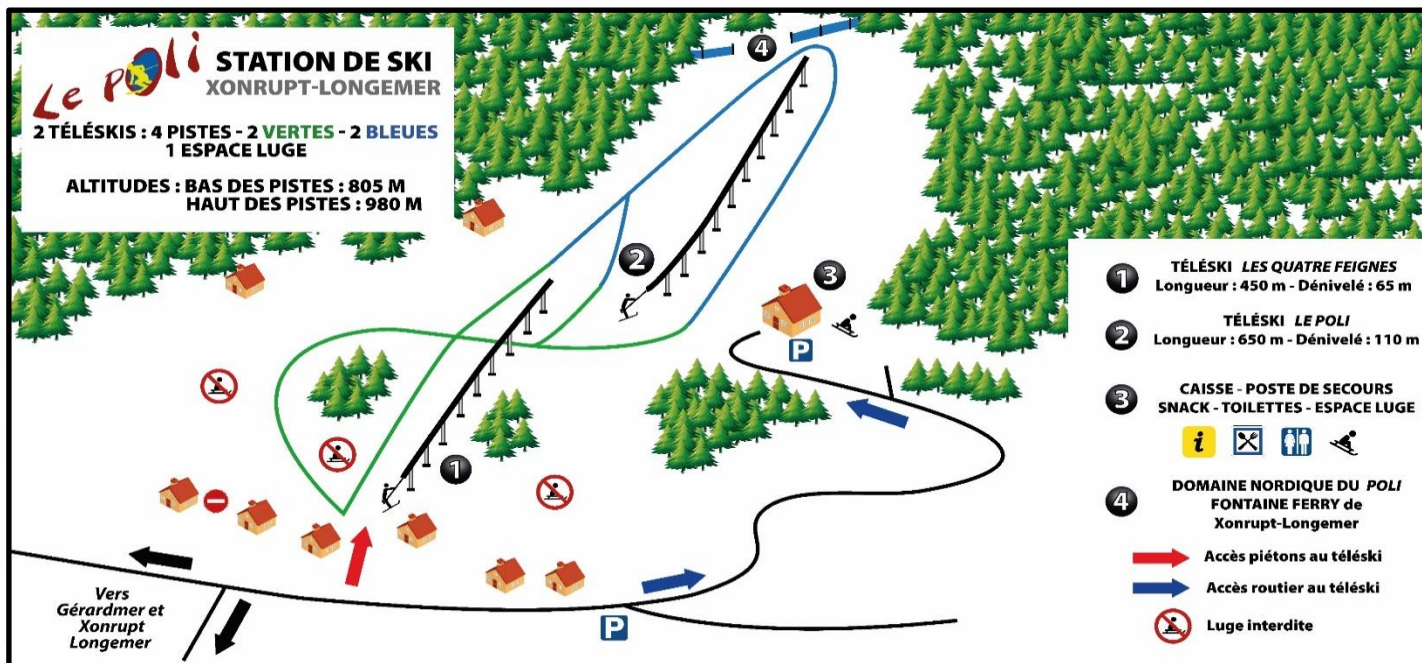 Le Poli
STATION DE SKI
XONRUPT-LONGEMER
2 TÉLÉSKIS : 4 PISTES - 2 VERTES - 2 BLEUES
1 ESPACE LUGE
ALTITUDES : BAS DES PISTES : 805 M
HAUT DES PISTES : 980 M
4
2
3
P
1
Vers
Gérardmer et
Xonrupt
Longemer
P
1
TÉLÉSKI LES QUATRE FEIGNES
Longueur : 450 m - Dénivelé : 65 m
2
TÉLÉSKI LE POLI
Longueur : 650 m - Dénivelé : 110 m
3
CAISSE - POSTE DE SECOURS
SNACK - TOILETTES - ESPACE LUGE
i
4
DOMAINE NORDIQUE DU POLI
FONTAINE FERRY de
Xonrupt-Longemer
Accès piétons au téléski
Accès routier au téléski
Luge interdite